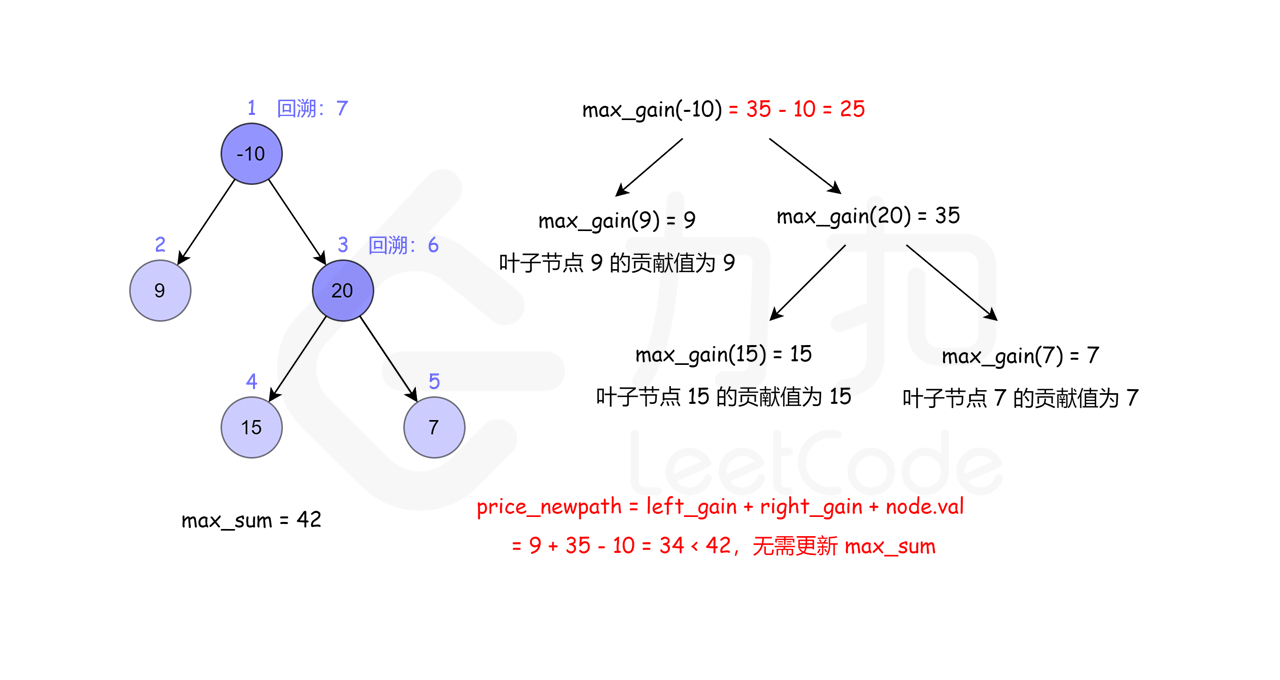 1 回溯：7
-10
2
3 回溯：6
9
20
4
5
15
7
max_sum = 42
max_gain(-10) = 35 - 10 = 25
max_gain(9) = 9
叶子节点 9 的贡献值为 9
max_gain(20) = 35
max_gain(15) = 15
叶子节点 15 的贡献值为 15
max_gain(7) = 7
叶子节点 7 的贡献值为 7
price_newpath = left_gain + right_gain + node.val
= 9 + 35 - 10 = 34 < 42，无需更新 max_sum
力扣
LeetCode